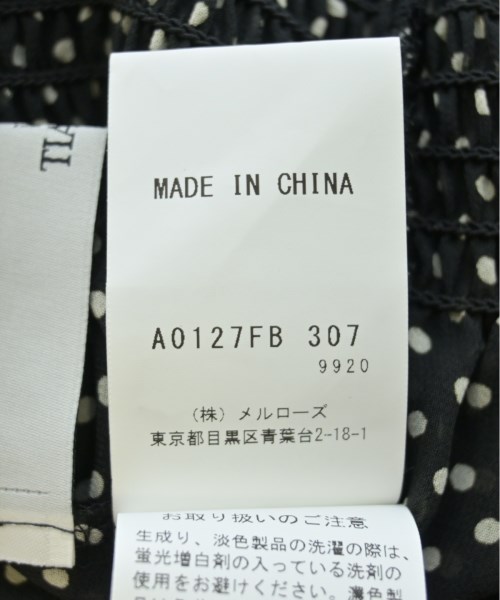 TIA
MADE IN CHINA
A0127FB 307
9920
（株）メルローズ
東京都目黒区青葉台2-18-1
お取り扱いのご注意
生成り、淡色製品の洗濯の際は、
蛍光増白剤の入っている洗剤の
使用をお避けください。濃色製